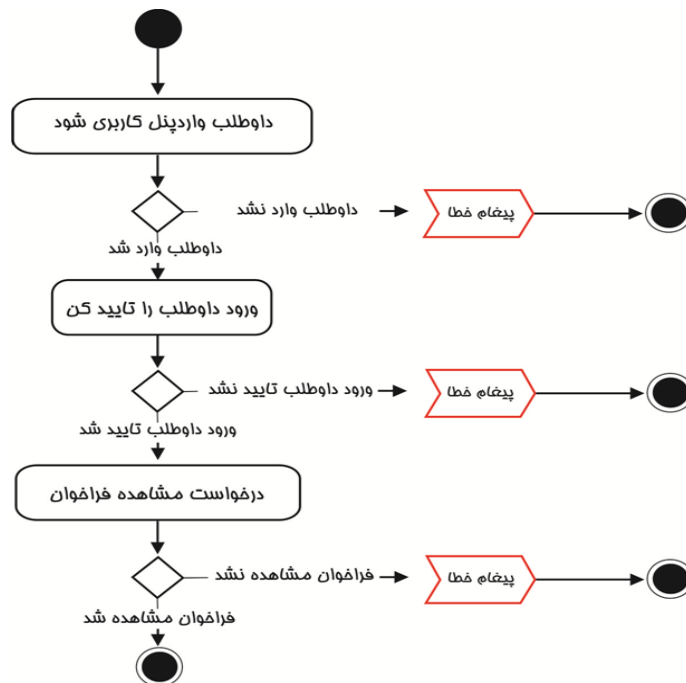 داوطلب واردپنل کاربری شود
داوطلب وارد نشد
پیغام خطا
داوطلب وارد شد
ورود داوطلب را تایید کن
ورود داوطلب تایید نشد
پیغام خطا
ورود داوطلب تایید شد
درخواست مشاهده فراخوان
فراخوان مشاهده نشد
پیغام خطا
فراخوان مشاهده شد